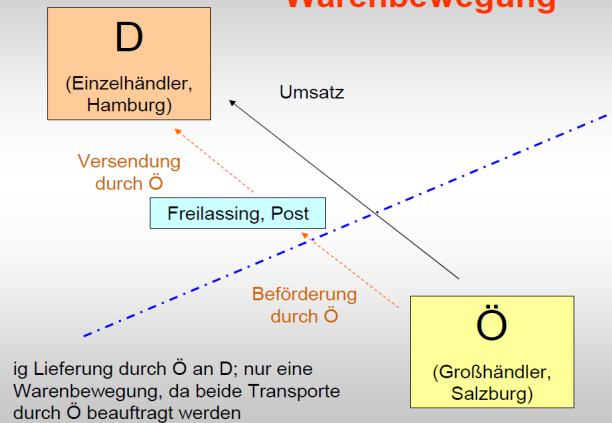 Warenbewegung
D
(Einzelhändler,
Hamburg)
Umsatz
Versendung
durch Ö
Freilassing, Post
Beförderung
durch Ö
Ö
(Großhändler,
Salzburg)
ig Lieferung durch Ö an D; nur eine
Warenbewegung, da beide Transporte
durch Ö beauftragt werden